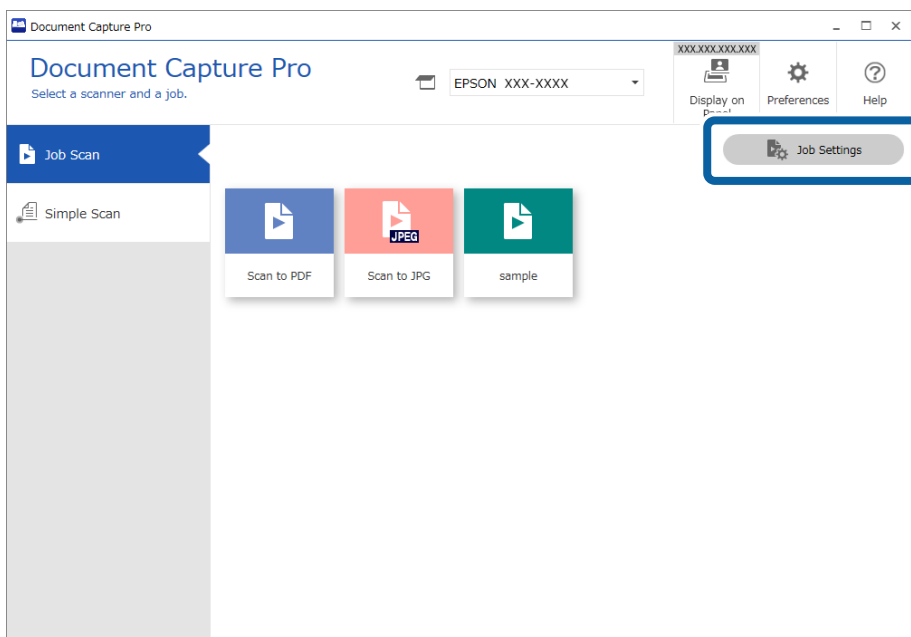 Document Capture Pro
Document Capture Pro
Select a scanner and a job.
EPSON XXX-XXXX
XXX.XXX.XXX.XXX
Display on
Panel
Preferences
Help
Job Scan
Job Settings
Simple Scan
JPEG
Scan to PDF
Scan to JPG
sample